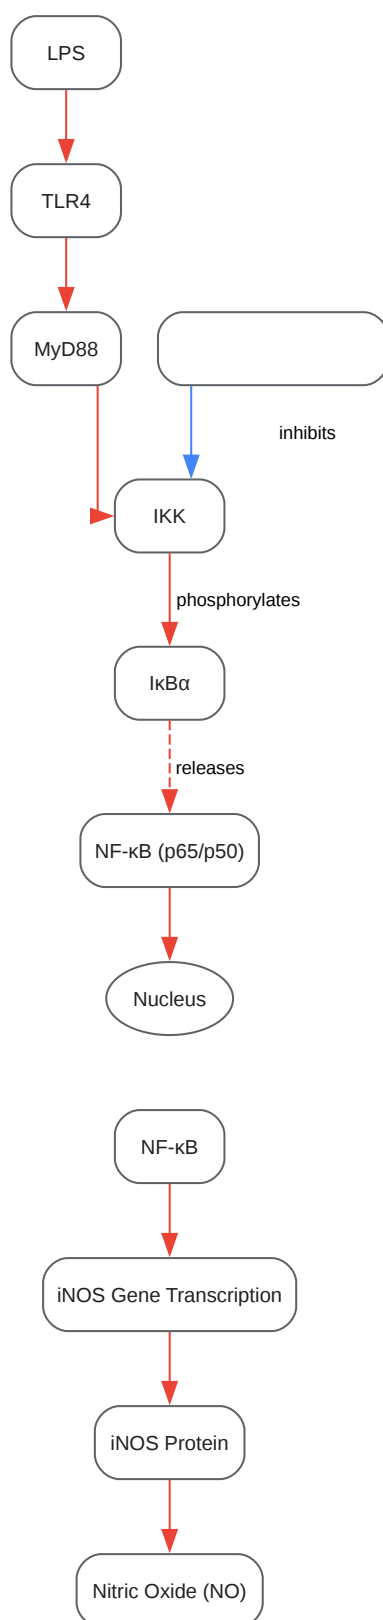 LPS
TLR4
MyD88
inhibits
IKK
phosphorylates
IκBα
releases
NF-κB (p65/p50)
Nucleus
NF-κB
iNOS Gene Transcription
iNOS Protein
Nitric Oxide (NO)